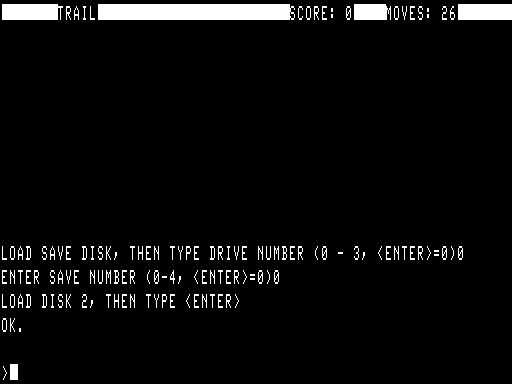 TRAIL SCORE: 0 MOVES: 26
LOAD SAVE DISK, THEN TYPE DRIVE NUMBER (0 - 3, <ENTER>=0)0
ENTER SAVE NUMBER (0-4, <ENTER>=0)0
LOAD DISK 2, THEN TYPE <ENTER>
OK.
>